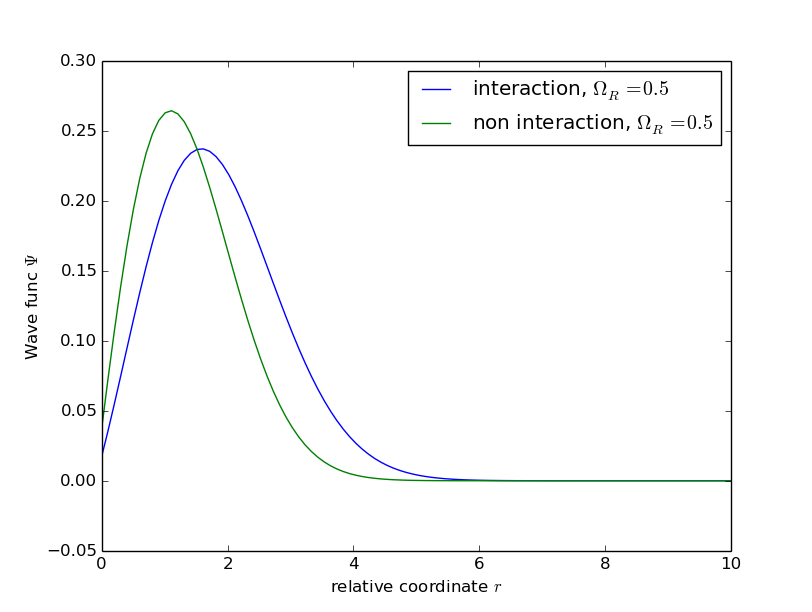 0.30
0.25
0.20
0.15
0.10
0.05
0.00
−0.05
Wave func Ψ
interaction, Ω_R =0.5
non interaction, Ω_R =0.5
0 2 4 6 8 10
relative coordinate r